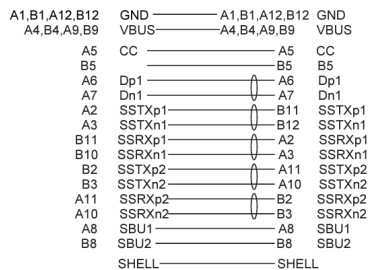 A1,B1,A12,B12 GND A1,B1,A12,B12 GND
A4,B4,A9,B9 VBUS A4,B4,A9,B9 VBUS
A5 CC A5 CC
B5 B5 B5
A6 Dp1 A6 Dp1
A7 Dn1 A7 Dn1
A2 SSTXp1 B11 SSTXp1
A3 SSTXn1 B12 SSTXn1
B11 SSRXp1 A2 SSRXp1
B10 SSRXn1 A3 SSRXn1
B2 SSTXp2 A11 SSTXp2
B3 SSTXn2 A10 SSTXn2
A11 SSRXp2 B2 SSRXp2
A10 SSRXn2 B3 SSRXn2
A8 SBU1 A8 SBU1
B8 SBU2 B8 SBU2
SHELL SHELL